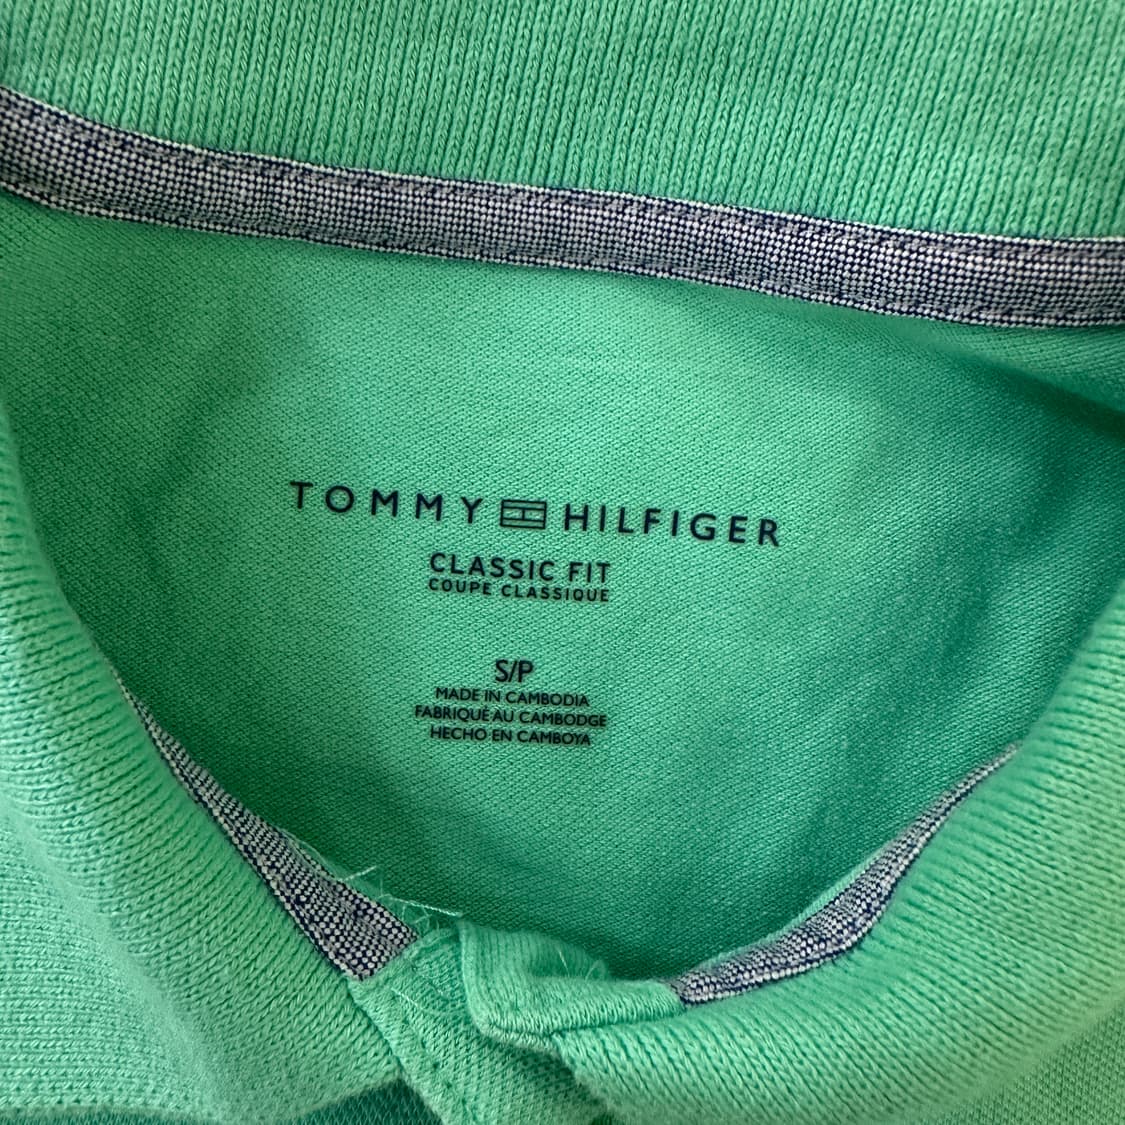 TOMMY HILFIGER
CLASSIC FIT
COUPE CLASSIQUE
S/P
MADE IN CAMBODIA
FABRIQUÉ AU CAMBODGE
HECHO EN CAMBOYA